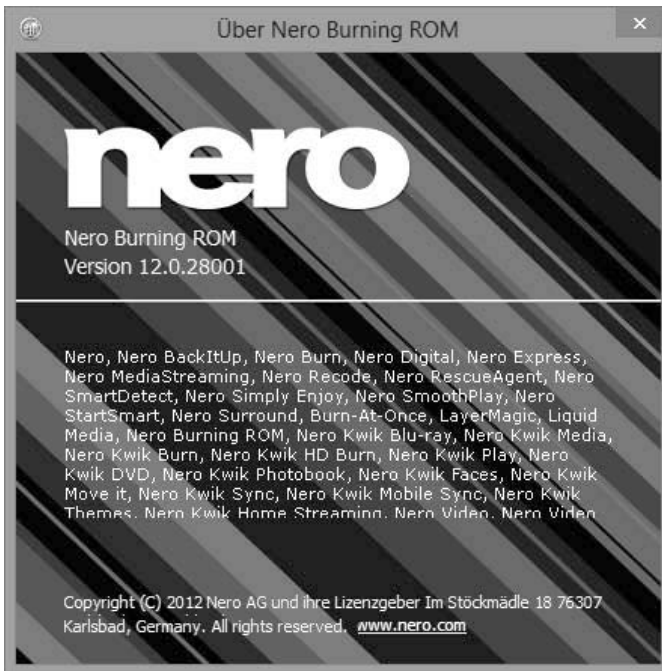 Über Nero Burning ROM
nero
Nero Burning ROM
Version 12.0.28001
Nero, Nero BackItUp, Nero Burn, Nero Digital, Nero Express,
Nero MediaStreaming, Nero Recode, Nero RescueAgent, Nero
SmartDetect, Nero Simply Enjoy, Nero SmoothPlay, Nero
StartSmart, Nero Surround, Burn-At-Once, LayerMagic, Liquid
Media, Nero Burning ROM, Nero Kwik Blu-ray, Nero Kwik Media,
Nero Kwik Burn, Nero Kwik HD Burn, Nero Kwik Play, Nero
Kwik DVD, Nero Kwik Photobook, Nero Kwik Faces, Nero Kwik
Move it, Nero Kwik Sync, Nero Kwik Mobile Sync, Nero Kwik
Themes, Nero Kwik Home Streaming, Nero Video, Nero Video
Copyright (C) 2012 Nero AG und ihre Lizenzgeber Im Stöckmädle 18 76307
Karlsbad, Germany. All rights reserved. www.nero.com